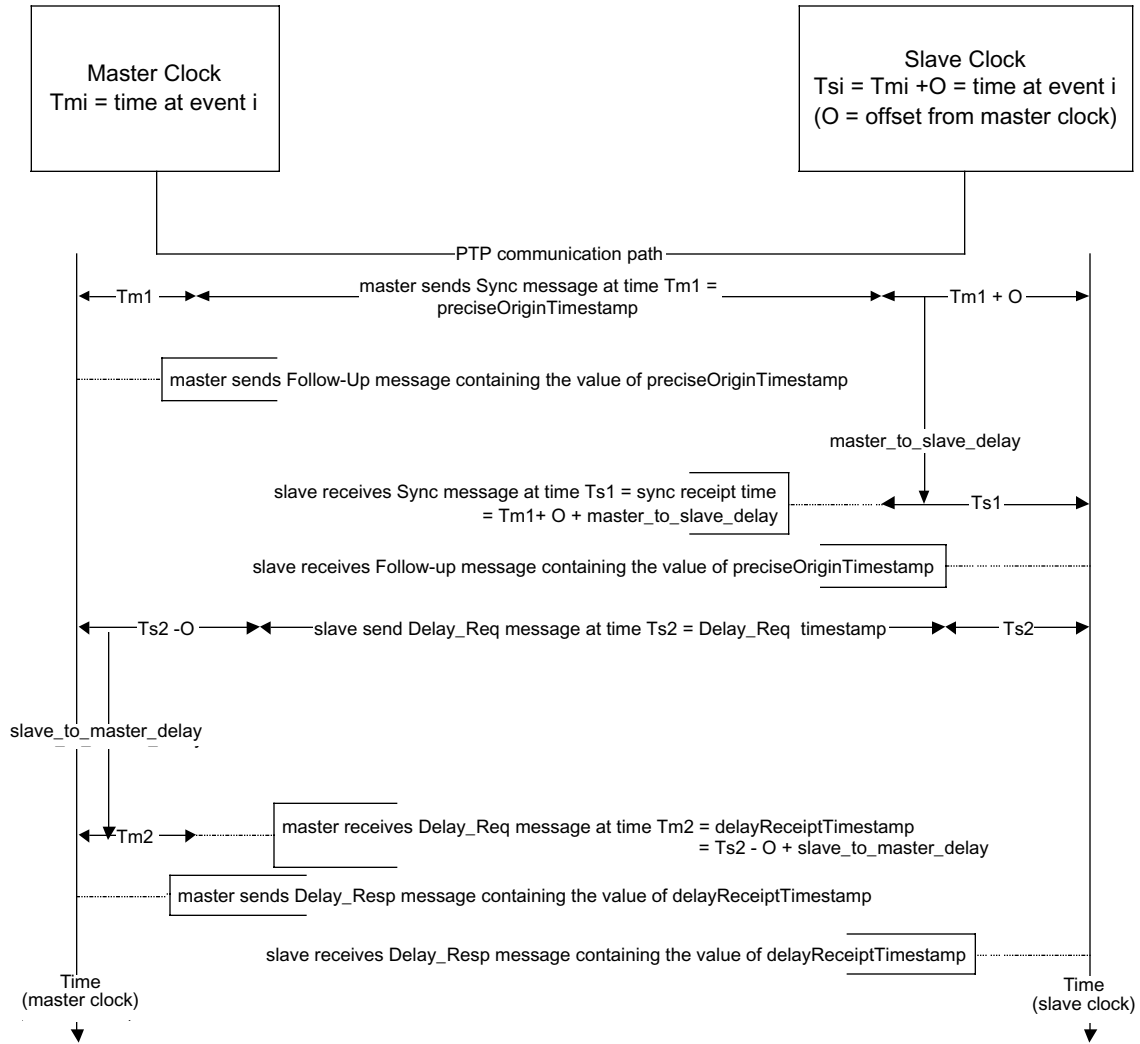 Master Clock
Tmi = time at event i
Slave Clock
Tsi = Tmi +O = time at event i
(O = offset from master clock)
PTP communication path
Tm1
master sends Sync message at time Tm1 =
preciseOriginTimestamp
Tm1 + O
master sends Follow-Up message containing the value of preciseOriginTimestamp
master_to_slave_delay
slave receives Sync message at time Ts1 = sync receipt time
= Tm1+ O + master_to_slave_delay
Ts1
slave receives Follow-up message containing the value of preciseOriginTimestamp
Ts2 -O
slave send Delay_Req message at time Ts2 = Delay_Req timestamp
Ts2
slave_to_master_delay
Tm2
master receives Delay_Req message at time Tm2 = delayReceiptTimestamp
= Ts2 - O + slave_to_master_delay
master sends Delay_Resp message containing the value of delayReceiptTimestamp
slave receives Delay_Resp message containing the value of delayReceiptTimestamp
Time
(master clock)
Time
(slave clock)